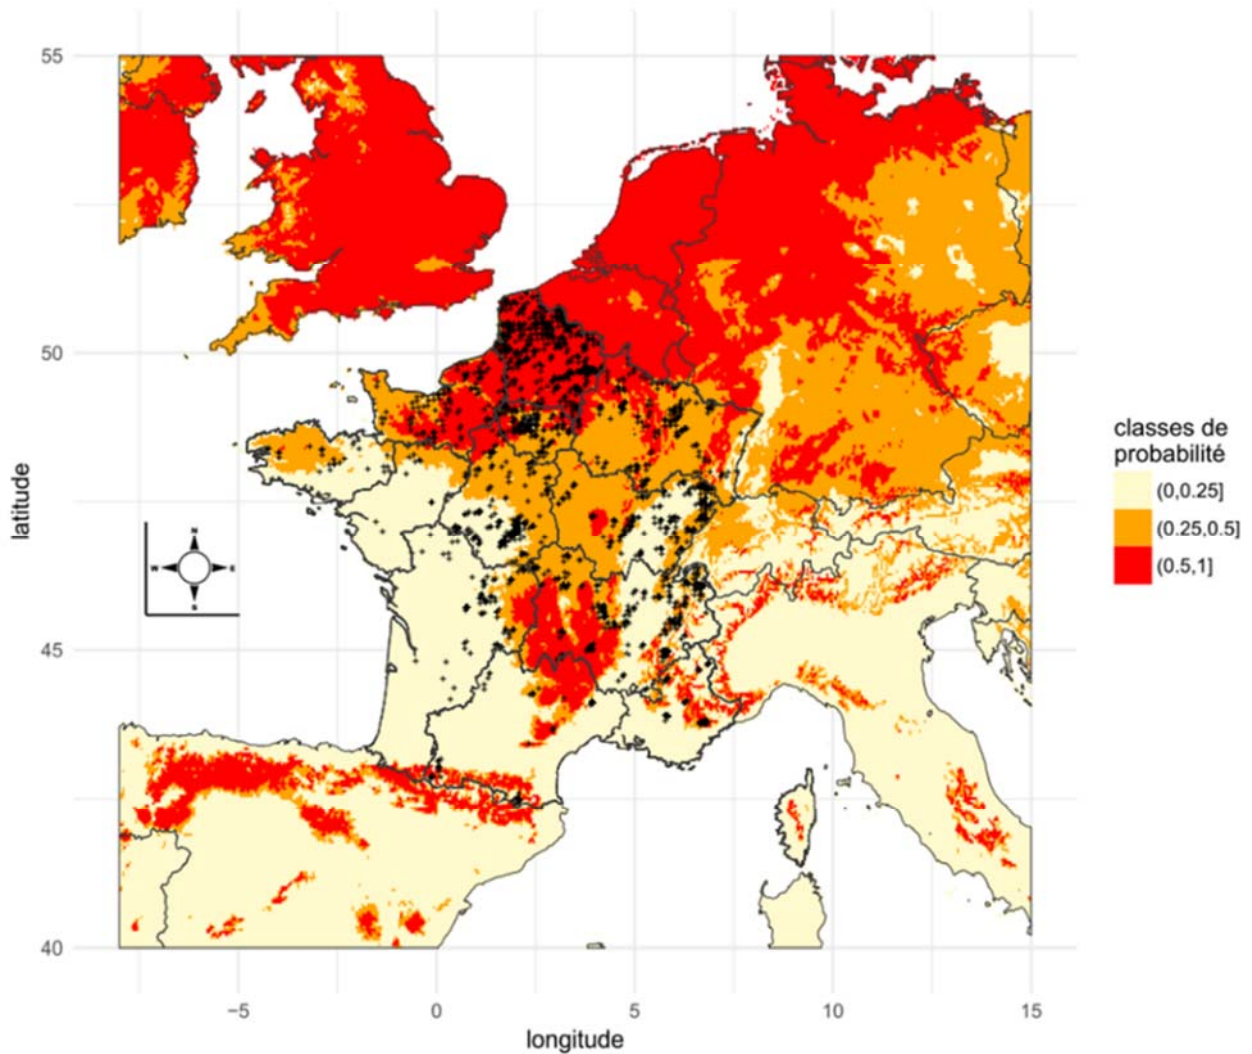 55
50
45
40
latitude
N
W
E
S
−5
0
5
10
15
longitude
classes de
probabilité
(0,0.25]
(0.25,0.5]
(0.5,1]